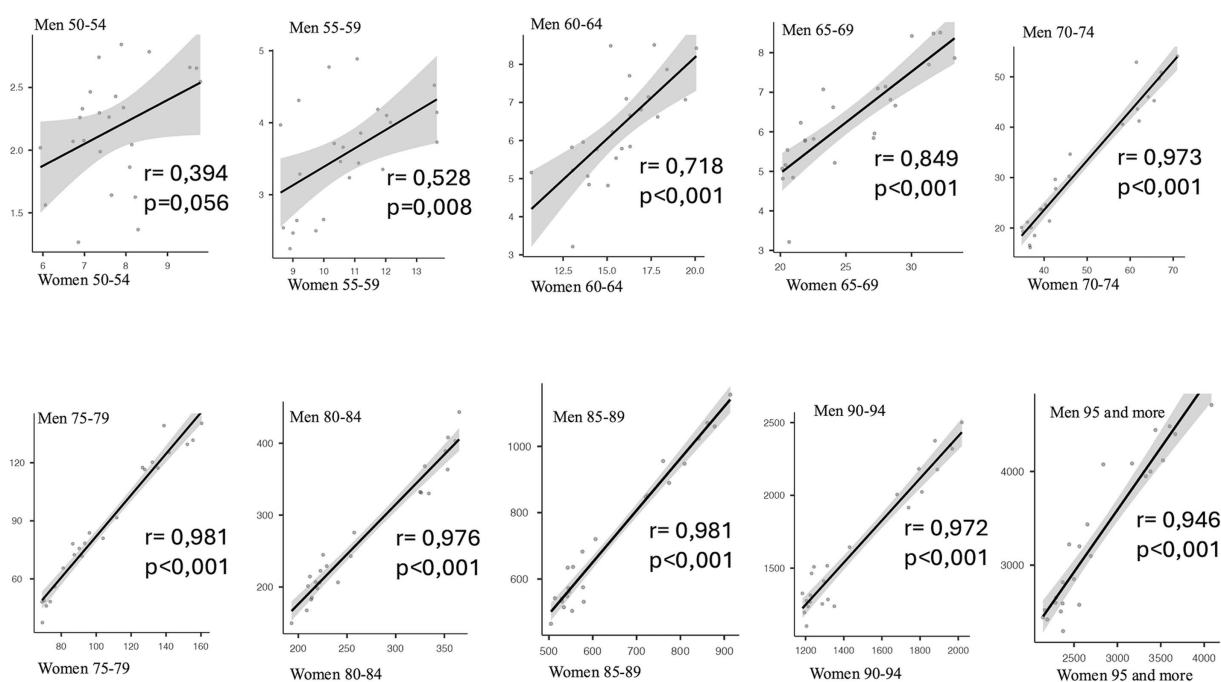 Men 50-54
2.5
2.0
1.5
r= 0,394
p=0,056
6 7 8 9
Women 50-54
Men 55-59
5
4
3
r= 0,528
p=0,008
9 10 11 12 13
Women 55-59
Men 60-64
8
7
6
5
4
3
r= 0,718
p<0,001
12.5 15.0 17.5 20.0
Women 60-64
Men 65-69
8
7
6
5
4
3
r= 0,849
p<0,001
20 25 30
Women 65-69
Men 70-74
50
40
30
20
r= 0,973
p<0,001
40 50 60 70
Women 70-74
Men 75-79
120
90
60
r= 0,981
p<0,001
80 100 120 140 160
Women 75-79
Men 80-84
400
300
200
r= 0,976
p<0,001
200 250 300 350
Women 80-84
Men 85-89
1000
800
600
r= 0,981
p<0,001
500 600 700 800 900
Women 85-89
Men 90-94
2500
2000
1500
r= 0,972
p<0,001
1200 1400 1600 1800 2000
Women 90-94
Men 95 and more
4000
3000
r= 0,946
p<0,001
2500 3000 3500 4000
Women 95 and more